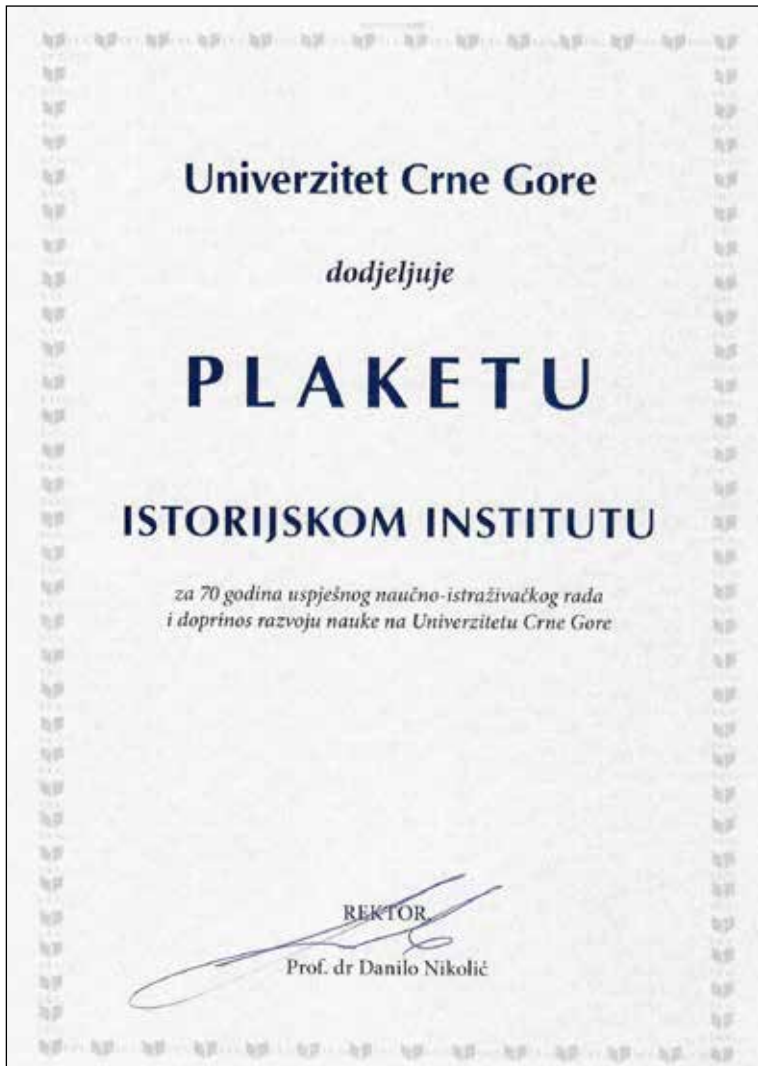 Univerzitet Crne Gore
dodjeljuje
PLAKETU
ISTORIJSKOM INSTITUTU
za 70 godina uspješnog naučno-istraživačkog rada
i doprinos razvoju nauke na Univerzitetu Crne Gore
REKTOR,
Prof. dr Danilo Nikolić